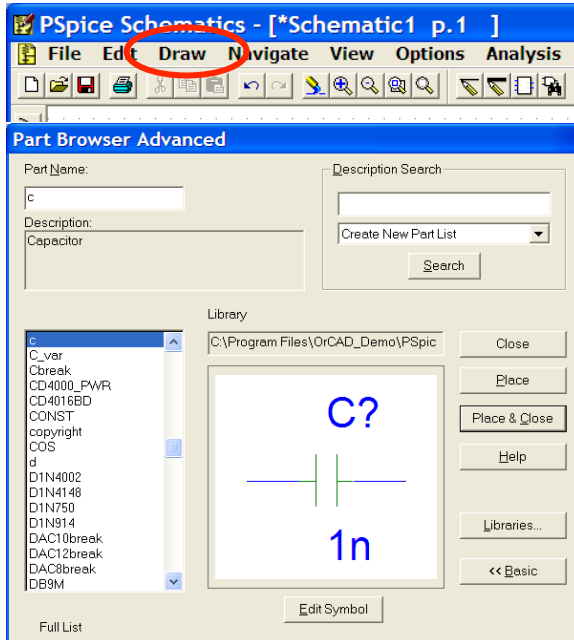 PSpice Schematics - [*Schematic1 p.1 ]
File Edit Draw Navigate View Options Analysis
Part Browser Advanced
Part Name:
c
Description:
Capacitor
Description Search
Create New Part List
Search
Library
C:\Program Files\OrCAD_Demo\PSpic
c
C_var
Cbreak
CD4000_PWR
CD4016BD
CONST
copyright
COS
d
D1N4002
D1N4148
D1N750
D1N914
DAC10break
DAC12break
DAC8break
DB9M
Full List
C?
1n
Edit Symbol
Close
Place
Place & Close
Help
Libraries...
<< Basic